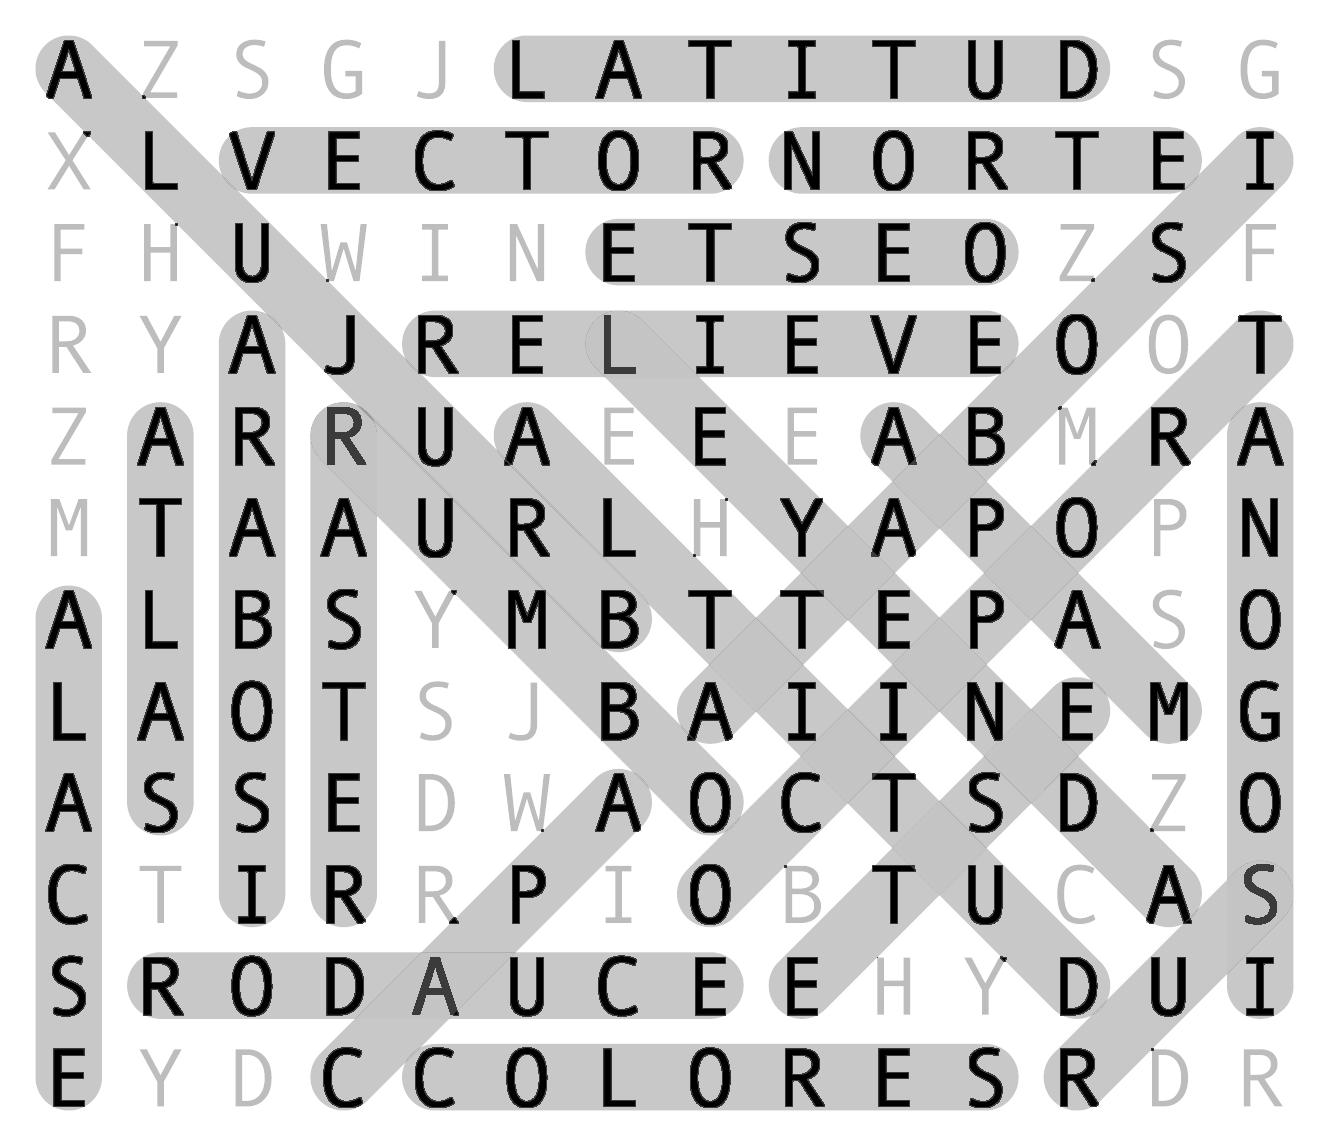 A Z S G J L A T I T U D S G
X L V E C T O R N O R T E I
F H U W I N E T S E O Z S F
R Y A J R E L I E V E O O T
Z A R R U A E E E A B M R A
M T A A U R L H Y A P O P N
A L B S Y M B T T E P A S O
L A O T S J B A I I N E M G
A S S E D W A O C T S D Z O
C T I R R P I O B T U C A S
S R O D A U C E E H Y D U I
E Y D C C O L O R E S R D R